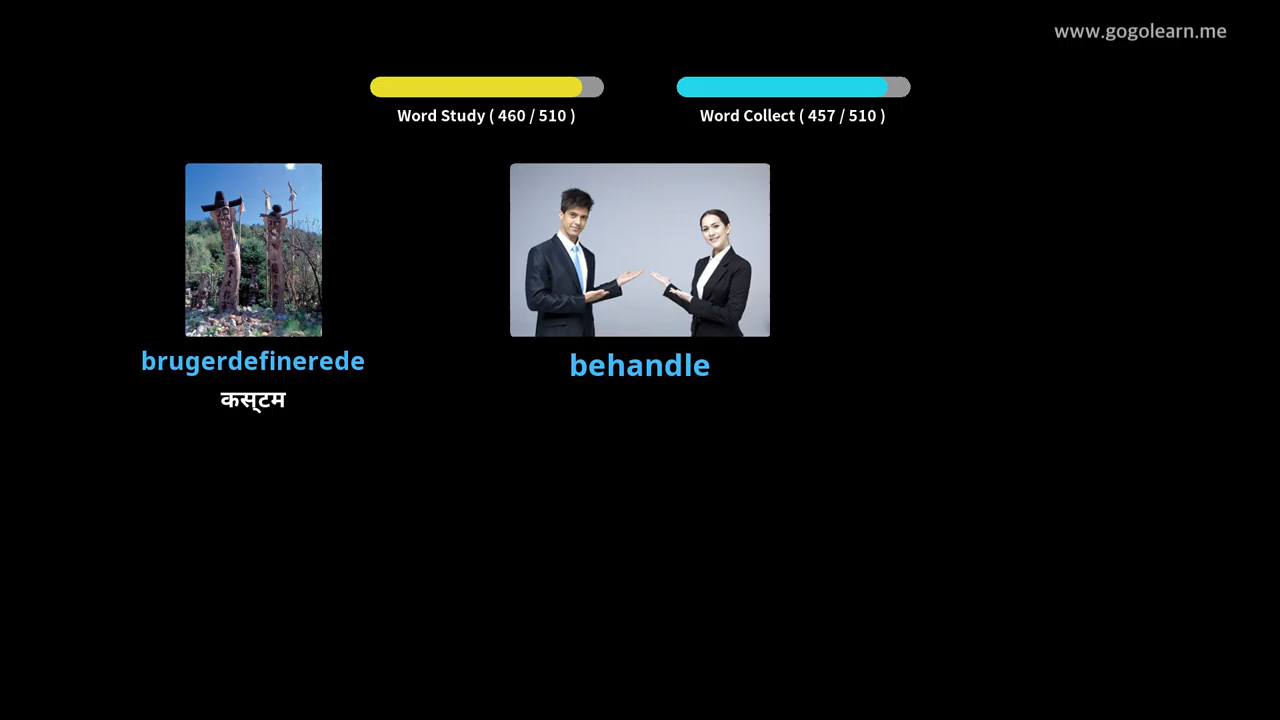 www.gogolearn.me
Word Study ( 460 / 510 )
Word Collect ( 457 / 510 )
brugerdefinerede
behandle
कस्टम